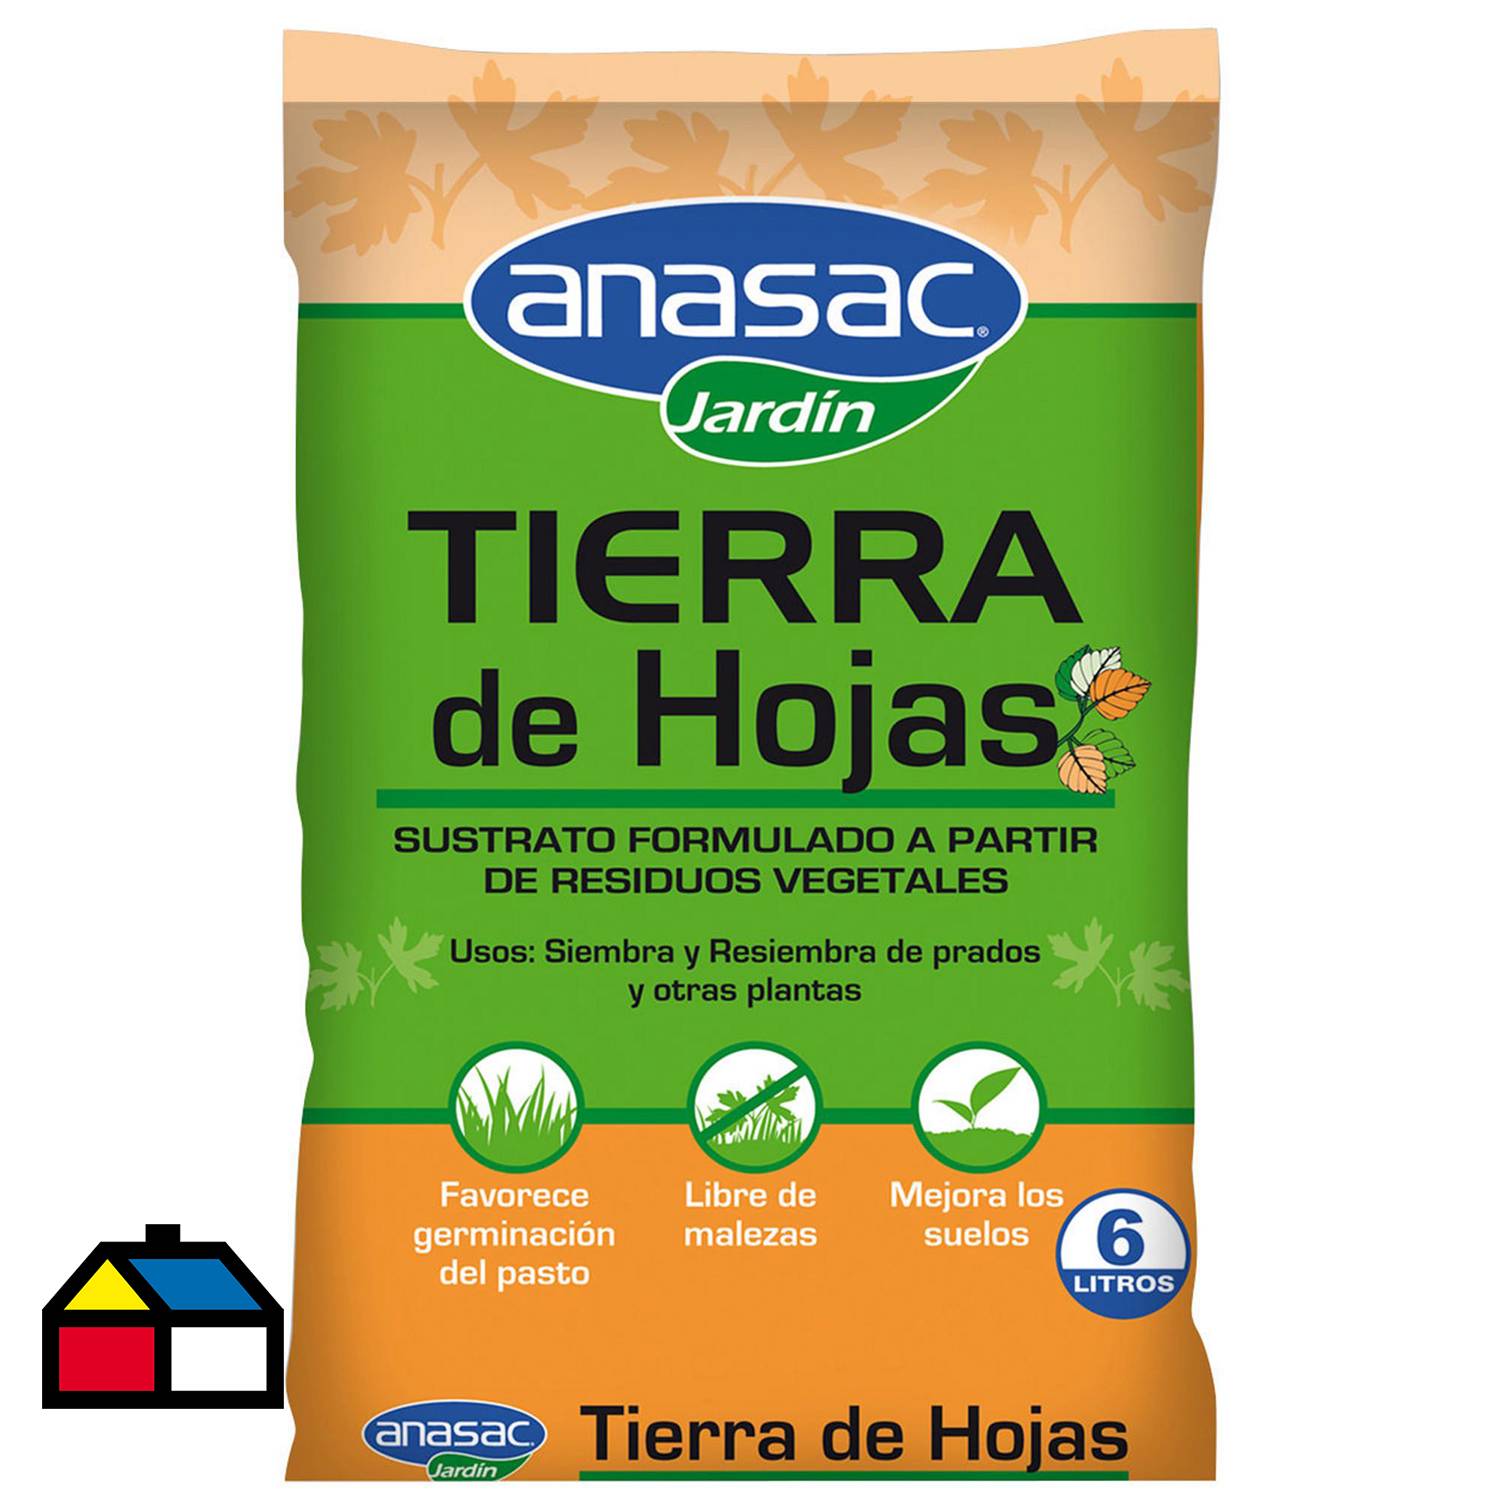 anasac®
Jardín
TIERRA
de Hojas
SUSTRATO FORMULADO A PARTIR
DE RESIDUOS VEGETALES
Usos: Siembra y Resiembra de prados
y otras plantas
Favorece
germinación
del pasto
Libre de
malezas
Mejora los
suelos
6
LITROS
anasac®
Jardín
Tierra de Hojas